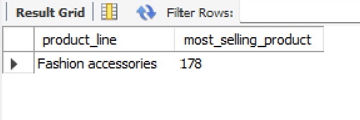 Result Grid Filter Rows:
product_line most_selling_product
Fashion accessories 178